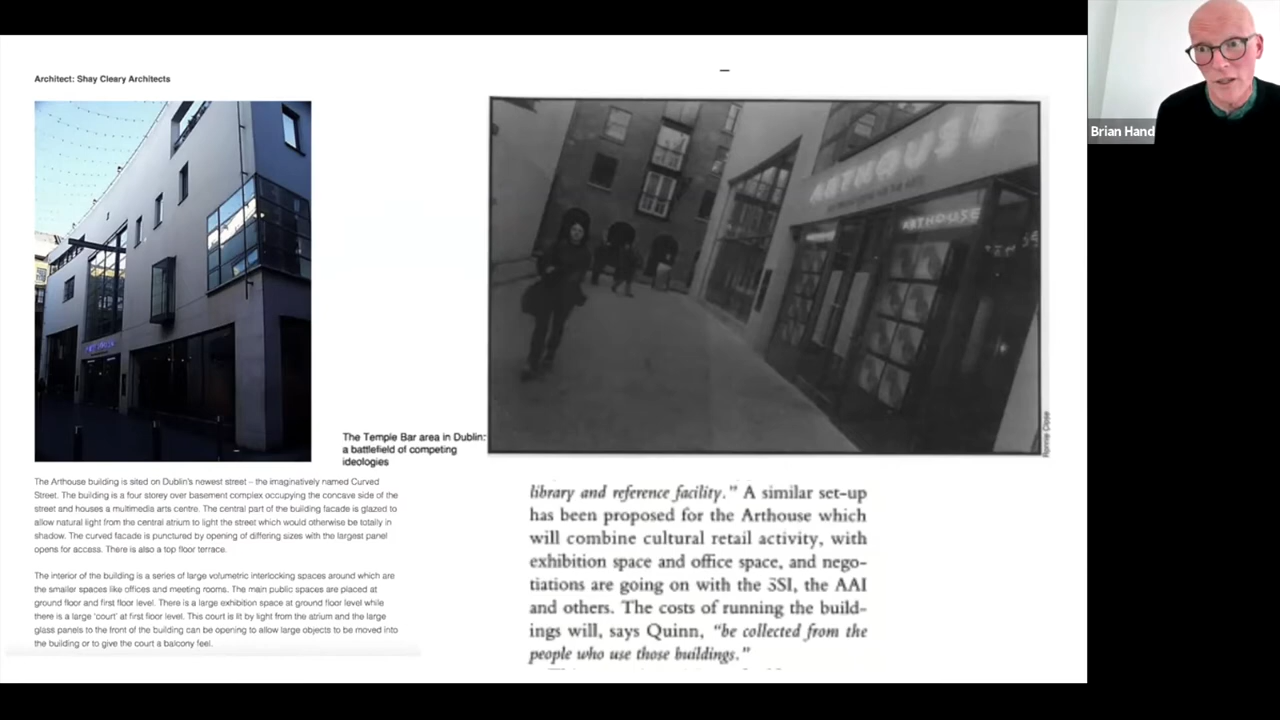 Architect: Shay Cleary Architects
ARTHOUSE
ARTHOUSE
Ronnie Close
The Temple Bar area in Dublin:
a battlefield of competing
ideologies
The Arthouse building is sited on Dublin's newest street – the imaginatively named Curved
Street. The building is a four storey over basement complex occupying the concave side of the
street and houses a multimedia arts centre. The central part of the building facade is glazed to
allow natural light from the central atrium to light the street which would otherwise be totally in
shadow. The curved facade is punctured by opening of differing sizes with the largest panel
opens for access. There is also a top floor terrace.
The interior of the building is a series of large volumetric interlocking spaces around which are
the smaller spaces like offices and meeting rooms. The main public spaces are placed at
ground floor and first floor level. There is a large exhibition space at ground floor level while
there is a large 'court' at first floor level. This court is lit by light from the atrium and the large
glass panels to the front of the building can be opening to allow large objects to be moved into
the building or to give the court a balcony feel.
library and reference facility." A similar set-up
has been proposed for the Arthouse which
will combine cultural retail activity, with
exhibition space and office space, and nego-
tiations are going on with the SSI, the AAI
and others. The costs of running the build-
ings will, says Quinn, "be collected from the
people who use those buildings."
Brian Hand